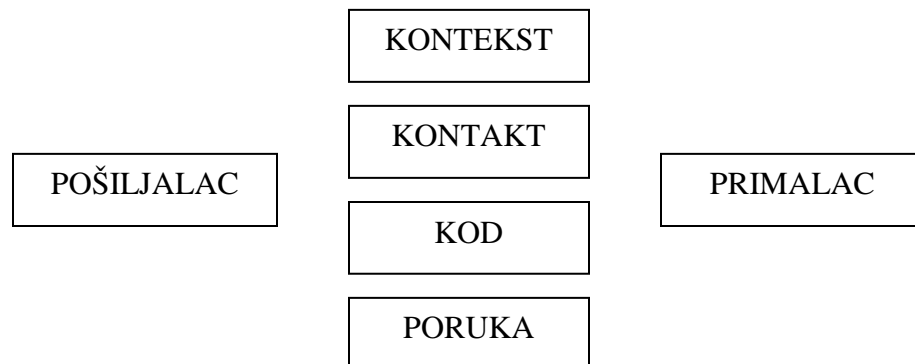 KONTEKST
KONTAKT
POŠILJALAC
PRIMALAC
KOD
PORUKA